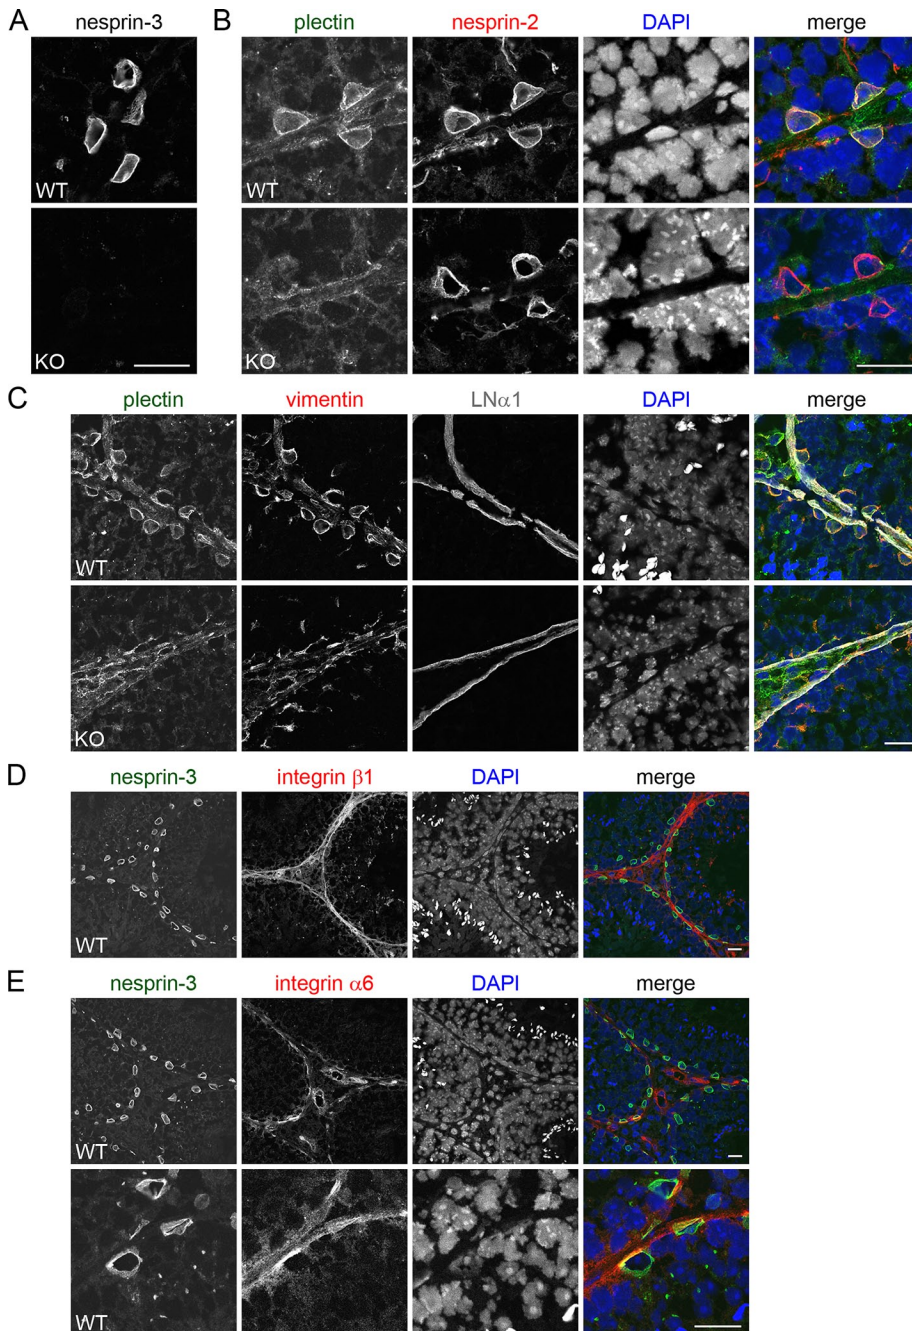 A nesprin-3
WT
KO
B plectin nesprin-2 DAPI merge
WT
KO
C plectin vimentin LNα1 DAPI merge
WT
KO
D nesprin-3 integrin β1 DAPI merge
WT
E nesprin-3 integrin α6 DAPI merge
WT
WT